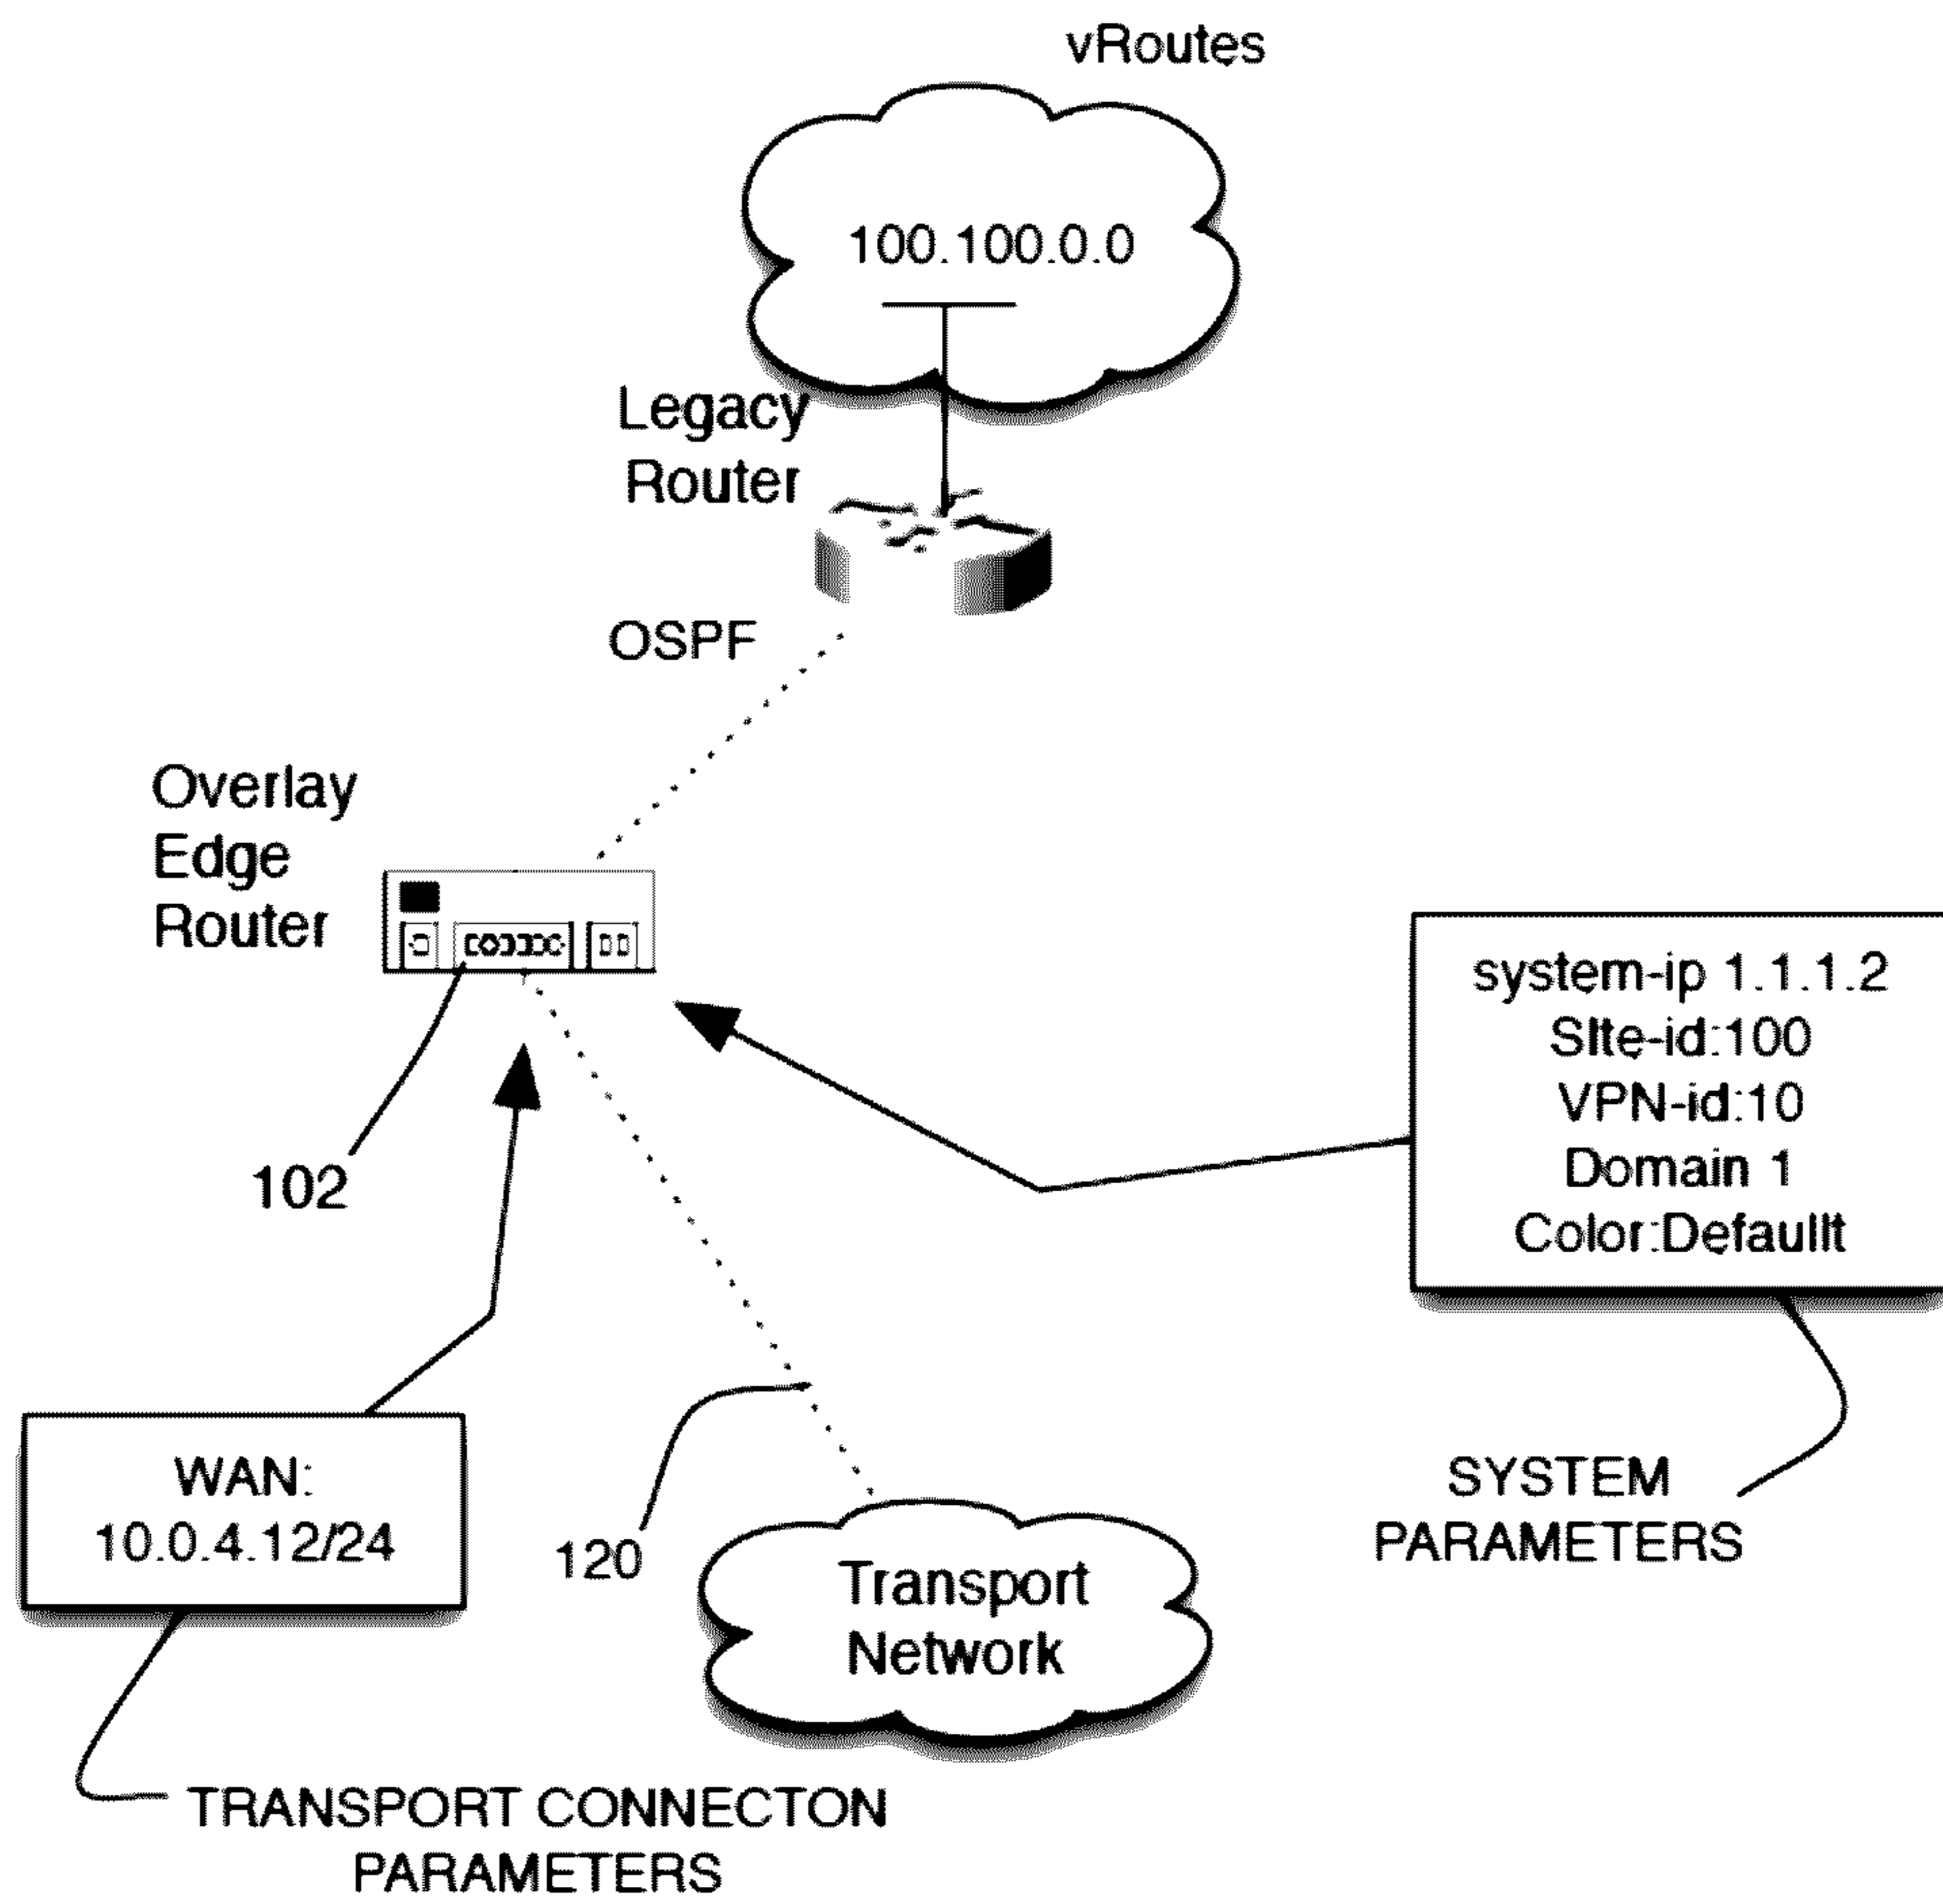 vRoutes
100.100.0.0
Legacy
Router
OSPF
Overlay
Edge
Router
102
system-ip 1.1.1.2
SIte-id:100
VPN-id:10
Domain 1
Color:Defaullt
SYSTEM
PARAMETERS
WAN:
10.0.4.12/24
120
Transport
Network
TRANSPORT CONNECTON
PARAMETERS